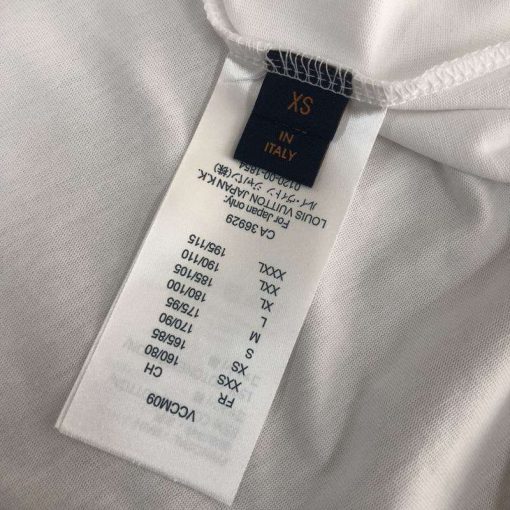 XS
IN
ITALY
VCCM09
FR CH
XXS 160/80
XS 165/85
S 170/90
M 175/95
L 180/100
XL 185/105
XXL 190/110
XXXL 195/115
CA 36929
For Japan only:
LOUIS VUITTON JAPAN K.K.
ルイ・ヴィトン ジャパン(株)
0120-00-1854